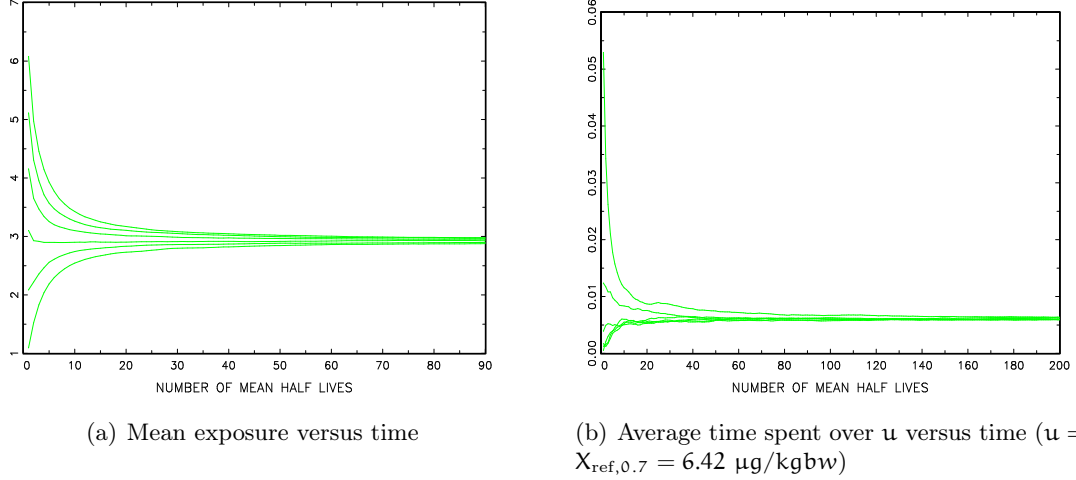 7
6
5
4
3
2
1
0 10 20 30 40 50 60 70 80 90
NUMBER OF MEAN HALF LIVES
(a) Mean exposure versus time
0.06
0.05
0.04
0.03
0.02
0.01
0.00
0 20 40 60 80 100 120 140 160 180 200
NUMBER OF MEAN HALF LIVES
(b) Average time spent over u versus time (u =
X_ref,0.7 = 6.42 μg/kgbw)